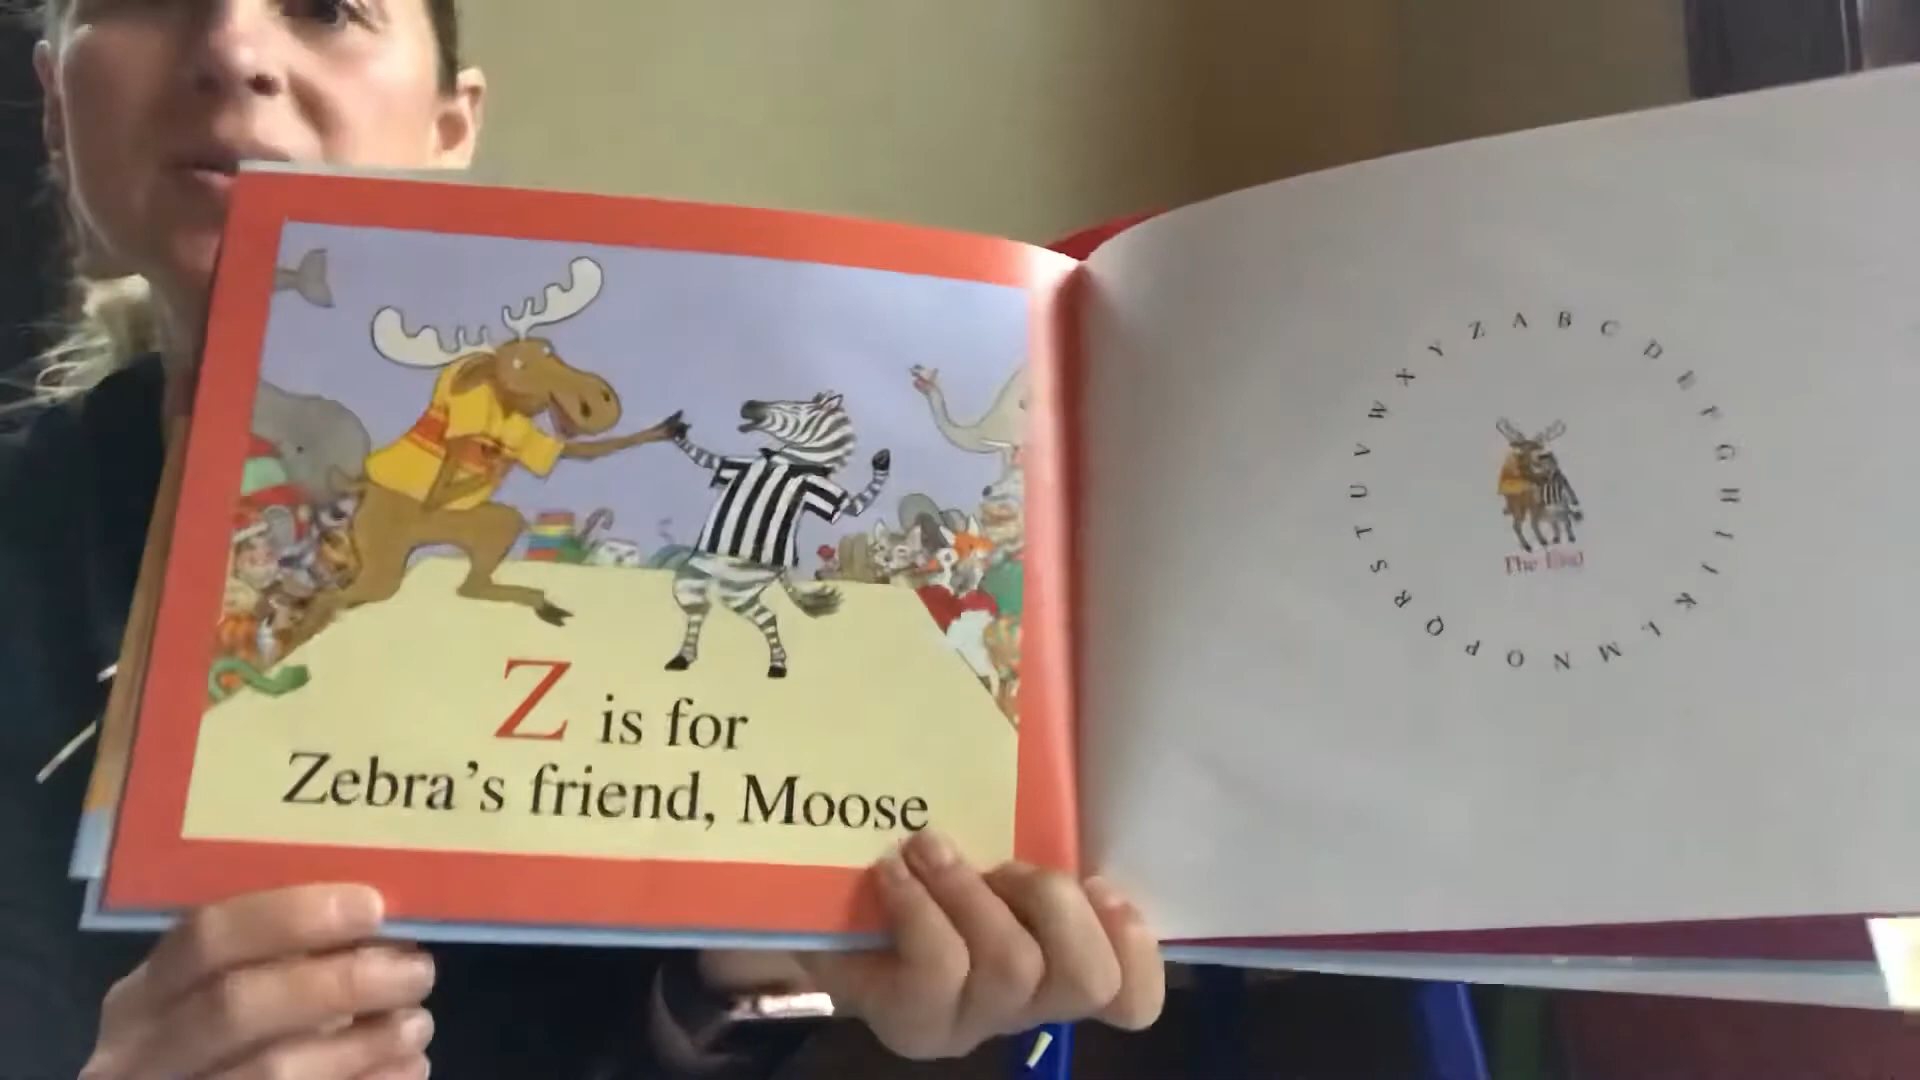 Z is for
Zebra's friend, Moose
A B C D E F G H I J K L M N O P Q R S T U V W X Y Z
The End